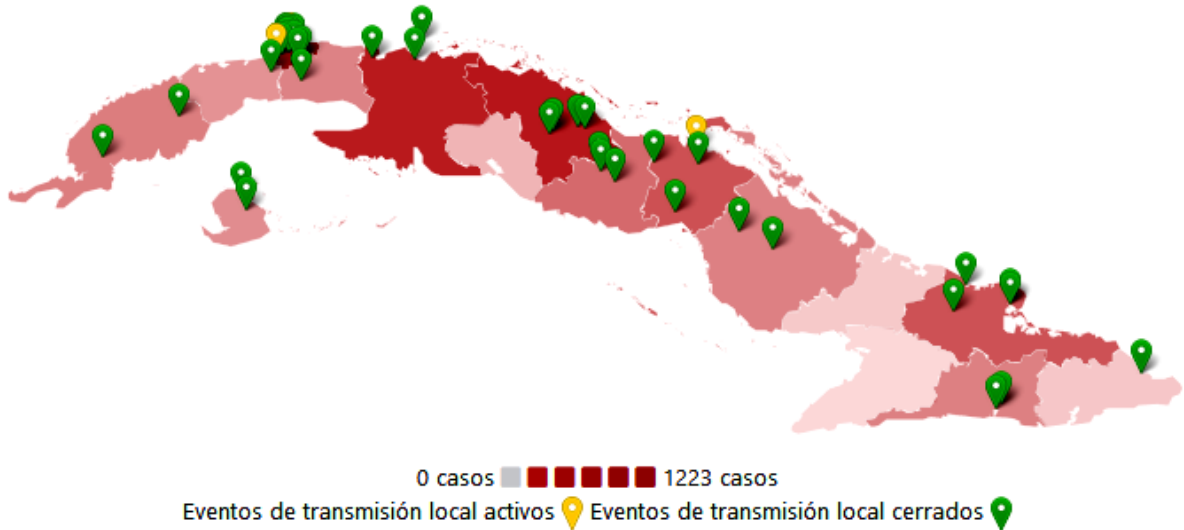 0 casos 1223 casos
Eventos de transmisión local activos Eventos de transmisión local cerrados